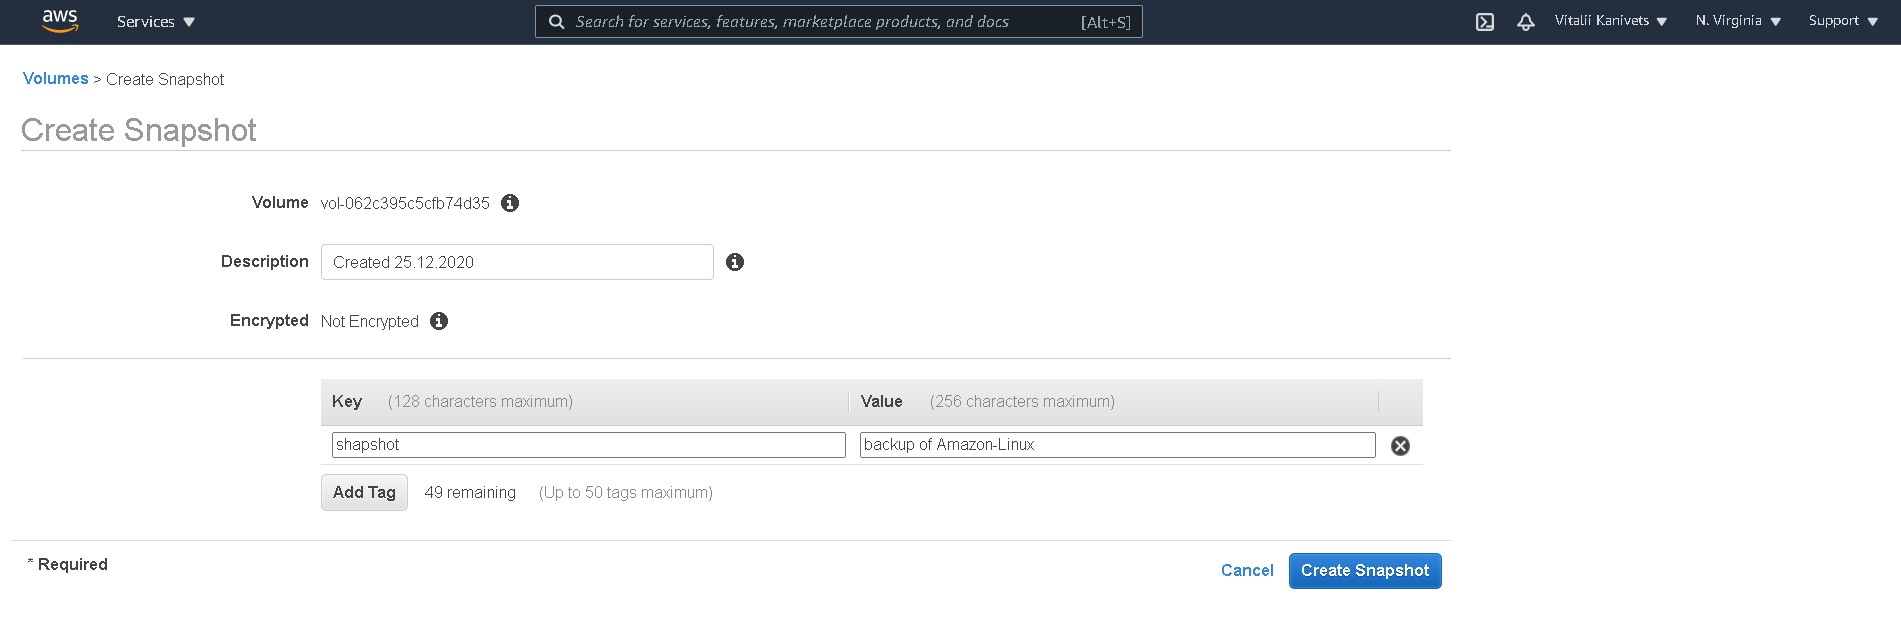 aws Services Search for services, features, marketplace products, and docs [Alt+S] Vitalii Kanivets N. Virginia Support
Volumes > Create Snapshot
Create Snapshot
Volume vol-062c395c5cfb74d35
Description Created 25.12.2020
Encrypted Not Encrypted
Key (128 characters maximum) Value (256 characters maximum)
shapshot backup of Amazon-Linux
Add Tag 49 remaining (Up to 50 tags maximum)
* Required
Cancel Create Snapshot